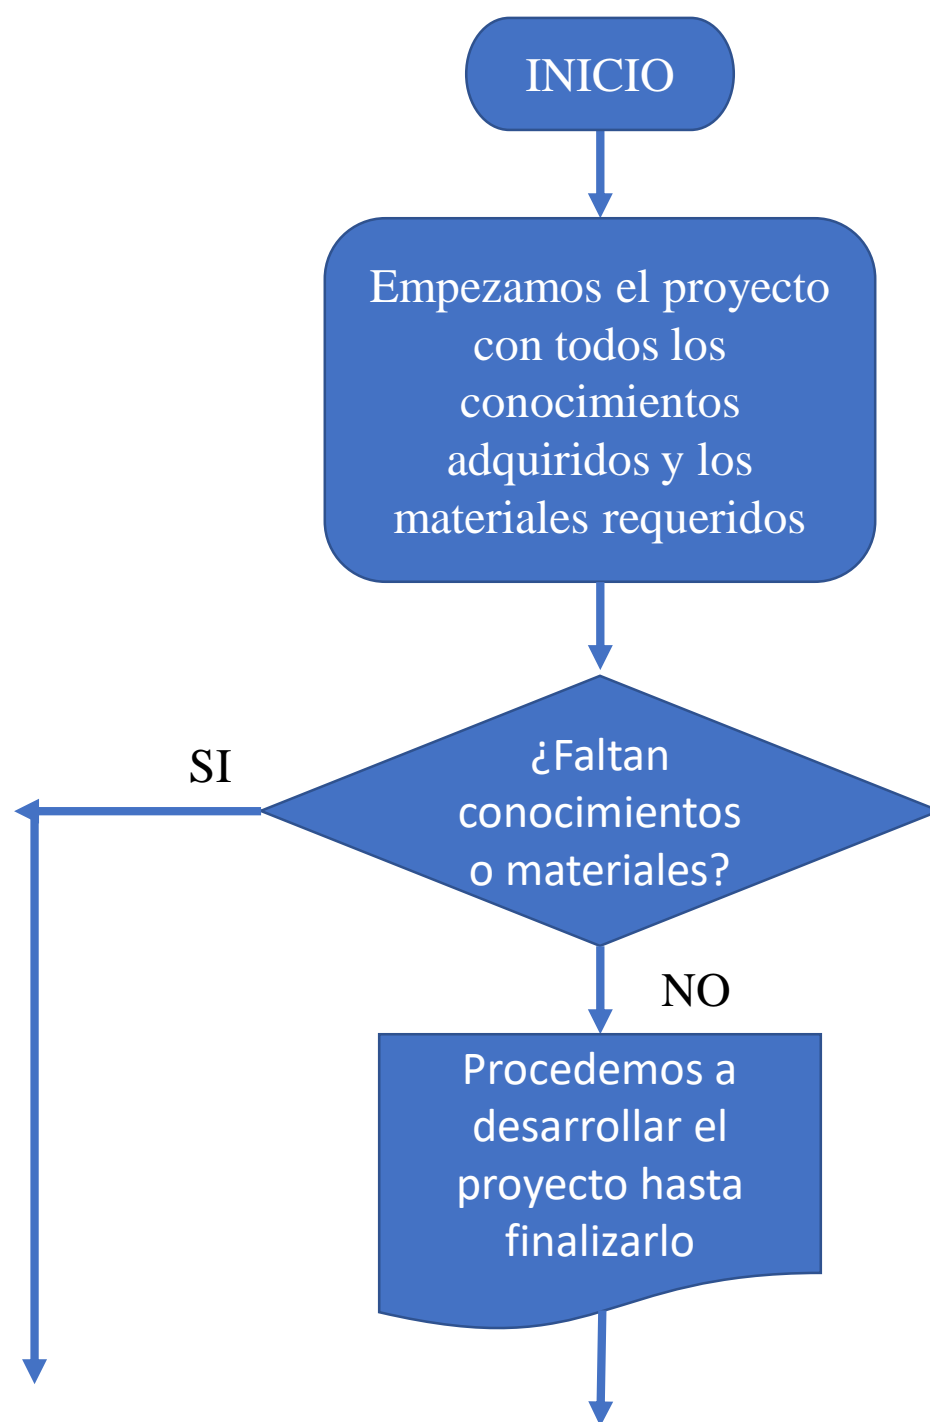 INICIO
Empezamos el proyecto
con todos los
conocimientos
adquiridos y los
materiales requeridos
SI
¿Faltan
conocimientos
o materiales?
NO
Procedemos a
desarrollar el
proyecto hasta
finalizarlo